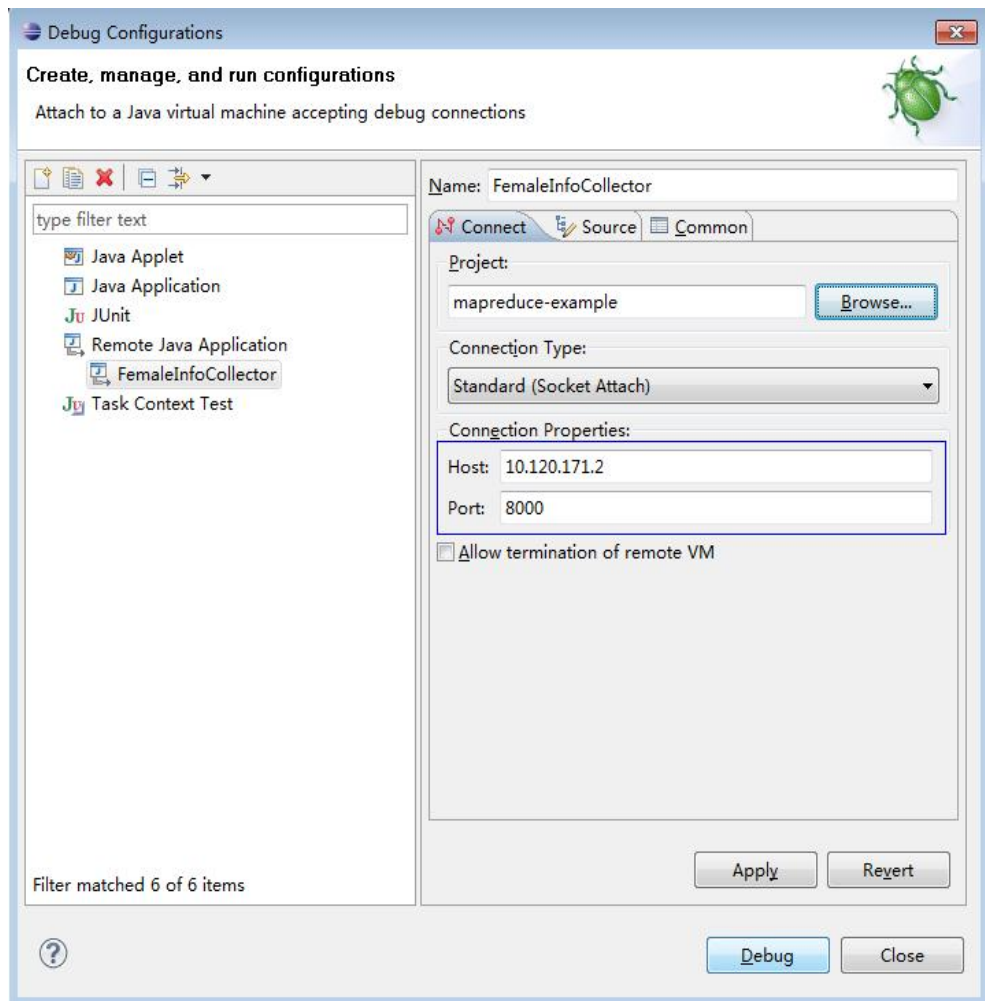 Debug Configurations
Create, manage, and run configurations
Attach to a Java virtual machine accepting debug connections
type filter text
Java Applet
Java Application
JUnit
Remote Java Application
FemaleInfoCollector
Task Context Test
Filter matched 6 of 6 items
Name: FemaleInfoCollector
Connect Source Common
Project:
mapreduce-example Browse...
Connection Type:
Standard (Socket Attach)
Connection Properties:
Host: 10.120.171.2
Port: 8000
Allow termination of remote VM
Apply Revert
Debug Close